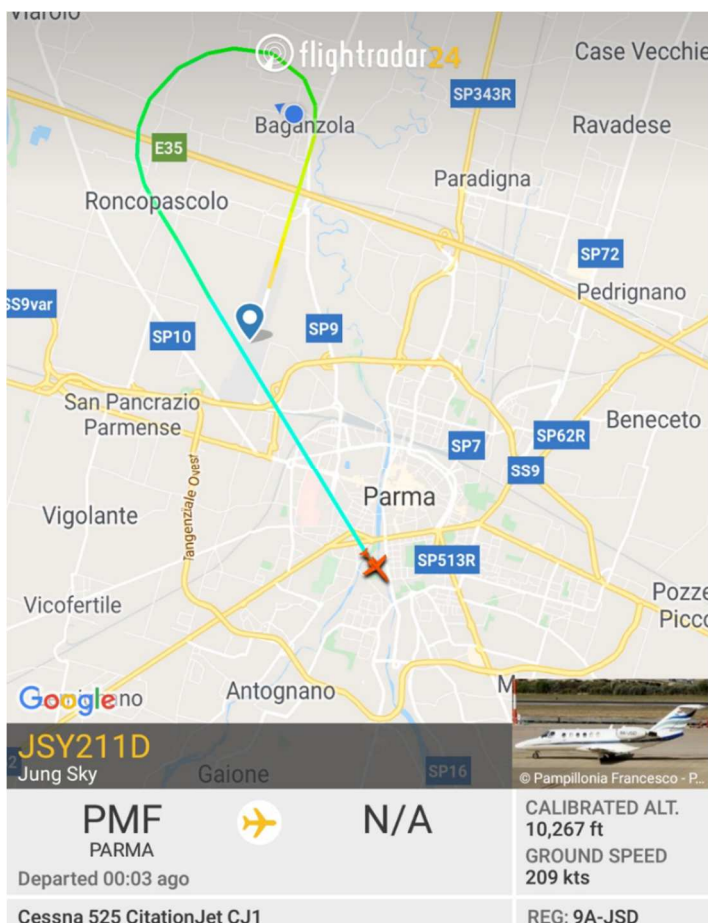 Viarolo
flightradar24
Case Vecchie
SP343R
Baganzola
Ravadese
E35
Paradigna
Roncopascolo
SP72
Pedrignano
SS9var
SP10
SP9
San Pancrazio
Parmense
Beneceto
SP7
SP62R
SS9
Tangenziale Ovest
Parma
Vigolante
SP513R
Vicofertile
Pozze
Picco
Google
no
Antognano
M
JSY211D
Jung Sky
2
Gaione
SP16
© Pampillonia Francesco - P...
PMF
PARMA
N/A
Departed 00:03 ago
CALIBRATED ALT.
10,267 ft
GROUND SPEED
209 kts
Cessna 525 CitationJet CJ1
REG: 9A-JSD